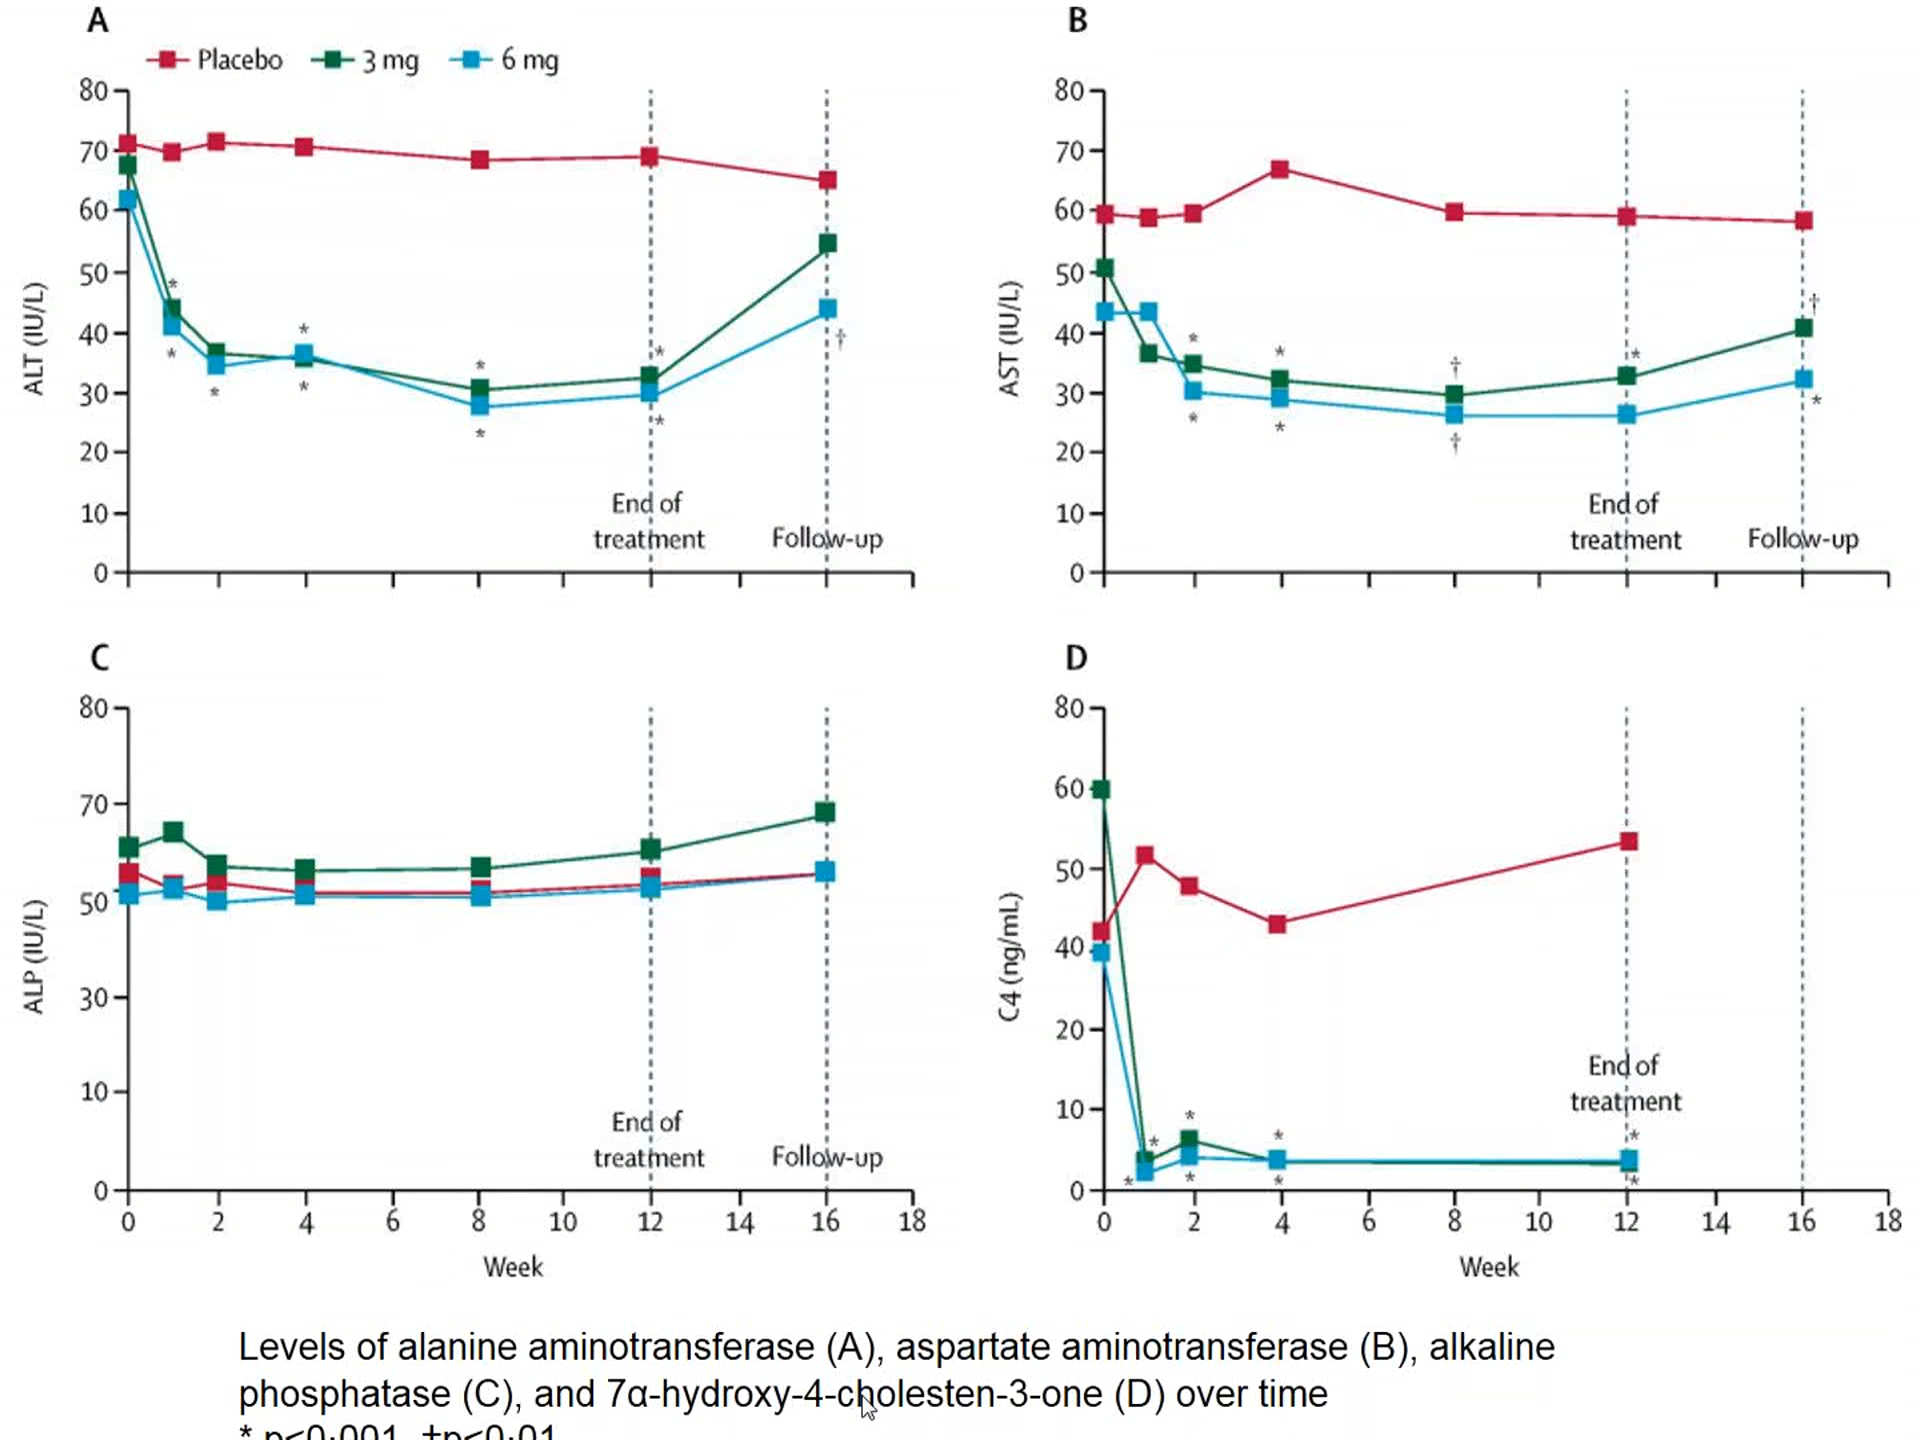 A
Placebo 3 mg 6 mg
80
70
60
50
40
30
20
10
0
ALT (IU/L)
* * * * * * * * * †
End of
treatment
Follow-up
B
80
70
60
50
40
30
20
10
0
AST (IU/L)
* * * * † † * † *
End of
treatment
Follow-up
C
80
70
50
30
10
0
ALP (IU/L)
End of
treatment
Follow-up
0 2 4 6 8 10 12 14 16 18
Week
D
80
60
50
40
20
10
0
C4 (ng/mL)
* * * * * * * *
End of
treatment
0 2 4 6 8 10 12 14 16 18
Week
Levels of alanine aminotransferase (A), aspartate aminotransferase (B), alkaline
phosphatase (C), and 7α-hydroxy-4-cholesten-3-one (D) over time
* p<0·001. †p<0·01